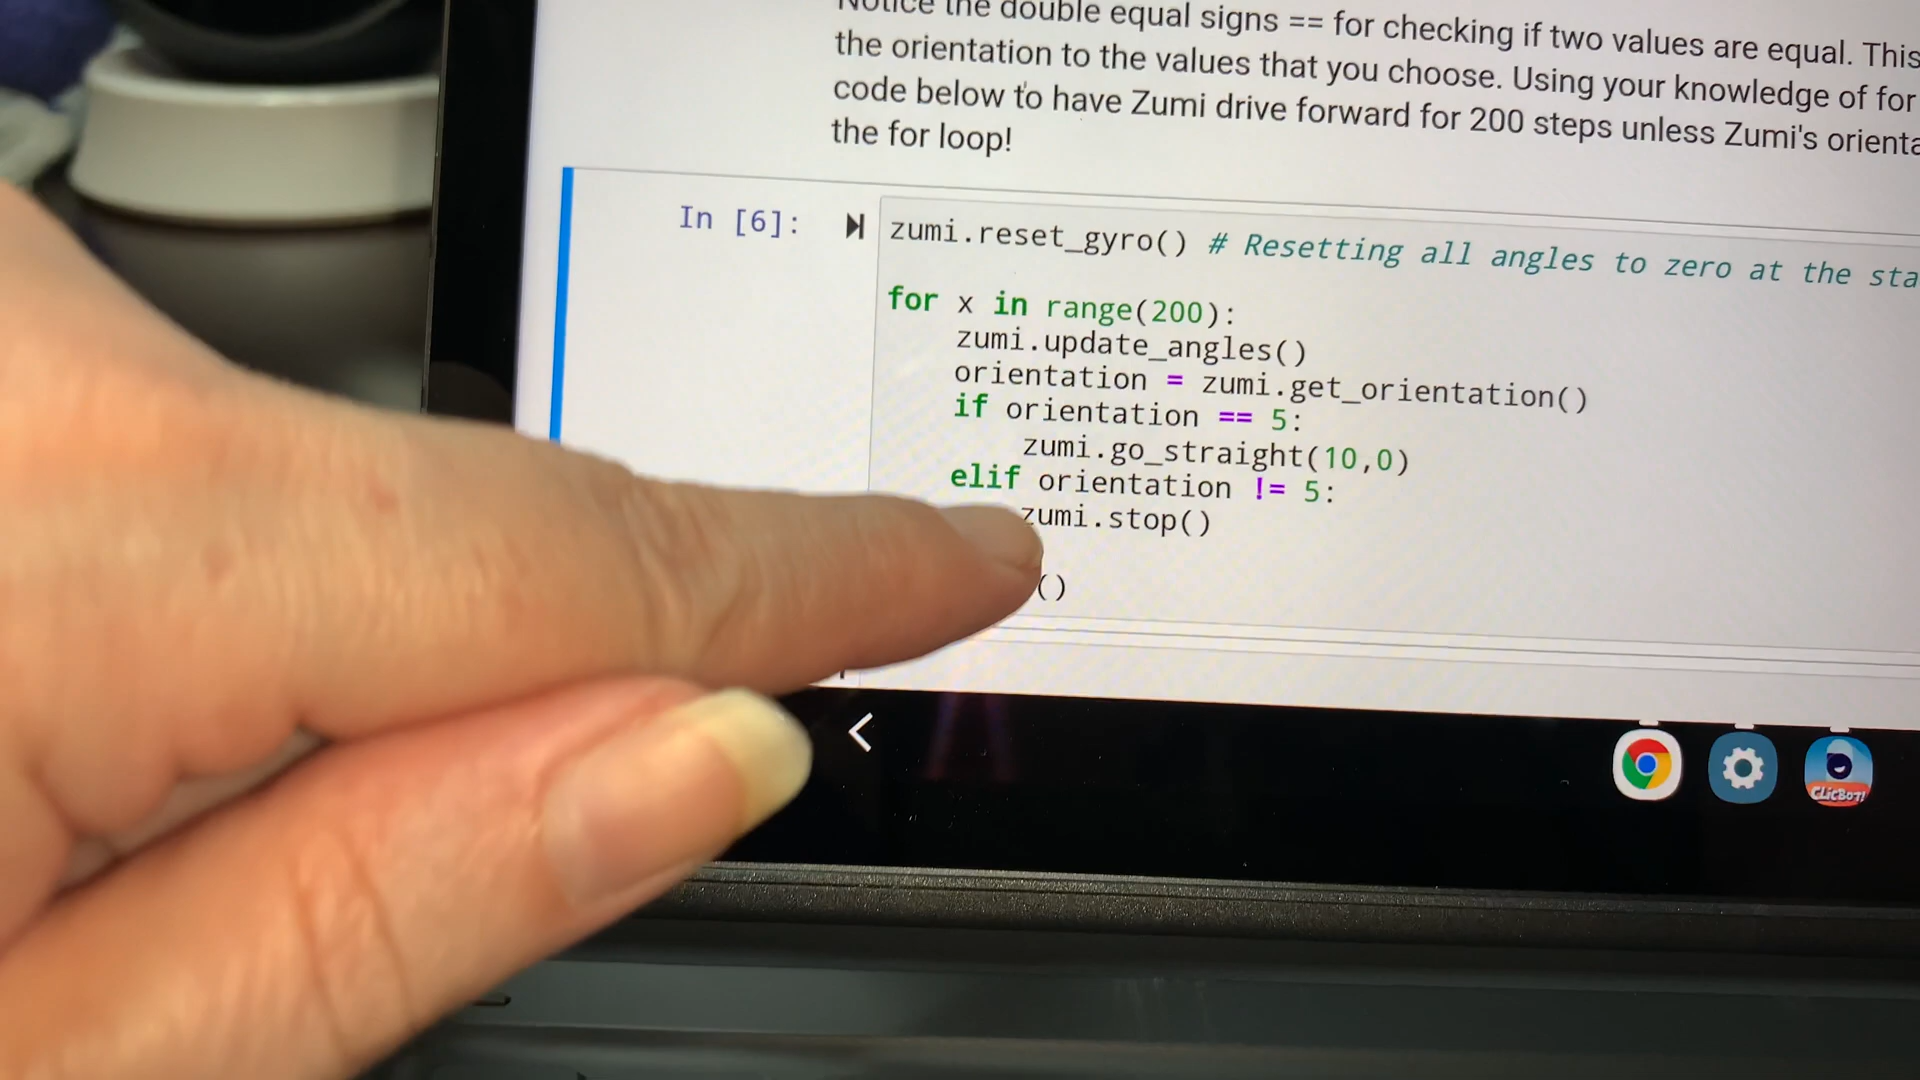 Notice the double equal signs == for checking if two values are equal. This
the orientation to the values that you choose. Using your knowledge of for
code below to have Zumi drive forward for 200 steps unless Zumi's orienta
the for loop!
In [6]:
zumi.reset_gyro() # Resetting all angles to zero at the sta
for x in range(200):
zumi.update_angles()
orientation = zumi.get_orientation()
if orientation == 5:
zumi.go_straight(10,0)
elif orientation != 5:
zumi.stop()
()
CLiCBOT!